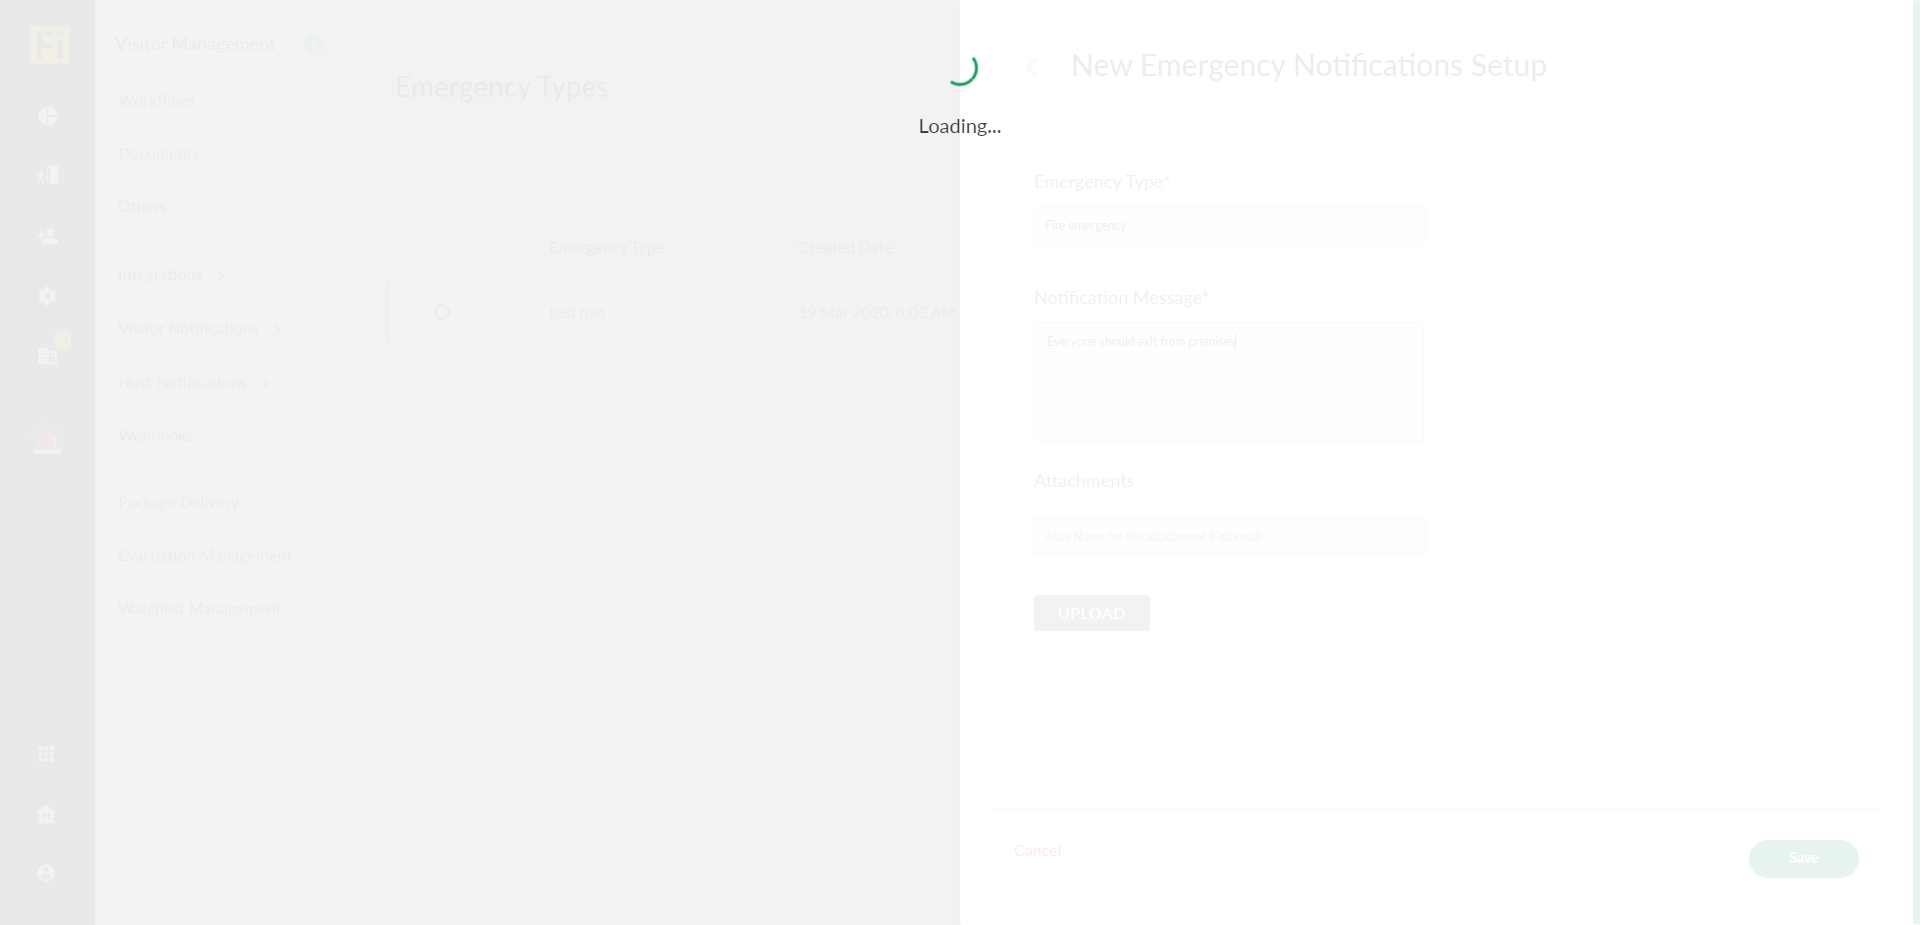 Fi
Visitor Management
Workflows
Documents
Others
Integrations
Visitor Notifications
Host Notifications
Webhooks
Package Delivery
Evacuation Management
Watchlist Management
Emergency Types
Emergency Type Created Date
test hyd 19 Mar 2020, 8:03 AM
Loading...
New Emergency Notifications Setup
Emergency Type*
Fire emergency
Notification Message*
Everyone should exit from premises
Attachments
Alias Name for the attachment (Optional)
UPLOAD
Cancel
Save